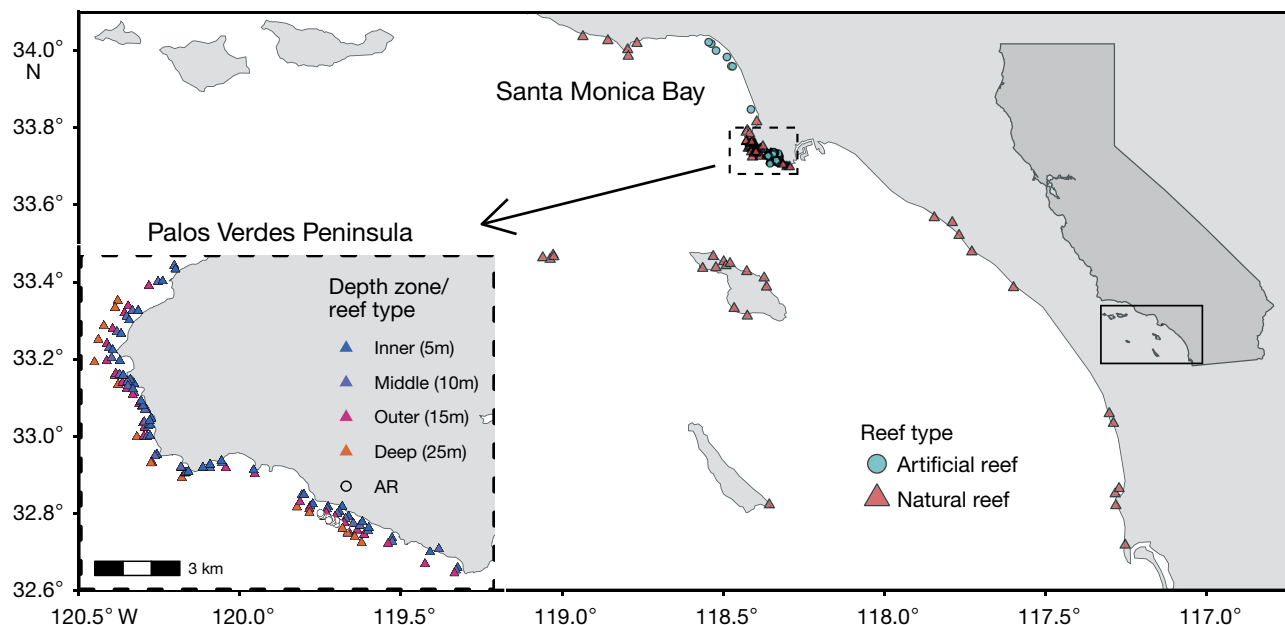 34.0°
N
33.8°
33.6°
33.4°
33.2°
33.0°
32.8°
32.6°
Santa Monica Bay
Palos Verdes Peninsula
Depth zone/
reef type
Inner (5m)
Middle (10m)
Outer (15m)
Deep (25m)
AR
3 km
Reef type
Artificial reef
Natural reef
120.5° W
120.0°
119.5°
119.0°
118.5°
118.0°
117.5°
117.0°